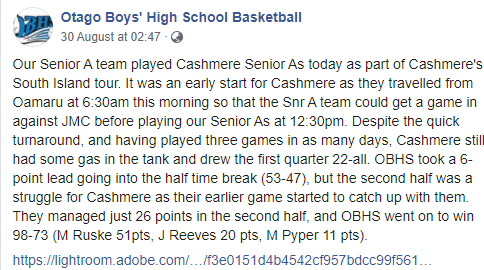 Otago Boys' High School Basketball
30 August at 02:47 ·
Our Senior A team played Cashmere Senior As today as part of Cashmere's
South Island tour. It was an early start for Cashmere as they travelled from
Oamaru at 6:30am this morning so that the Snr A team could get a game in
against JMC before playing our Senior As at 12:30pm. Despite the quick
turnaround, and having played three games in as many days, Cashmere still
had some gas in the tank and drew the first quarter 22-all. OBHS took a 6-
point lead going into the half time break (53-47), but the second half was a
struggle for Cashmere as their earlier game started to catch up with them.
They managed just 26 points in the second half, and OBHS went on to win
98-73 (M Ruske 51pts, J Reeves 20 pts, M Pyper 11 pts).
https://lightroom.adobe.com/…/f3e0151d4b4542cf957bdcc99f561…